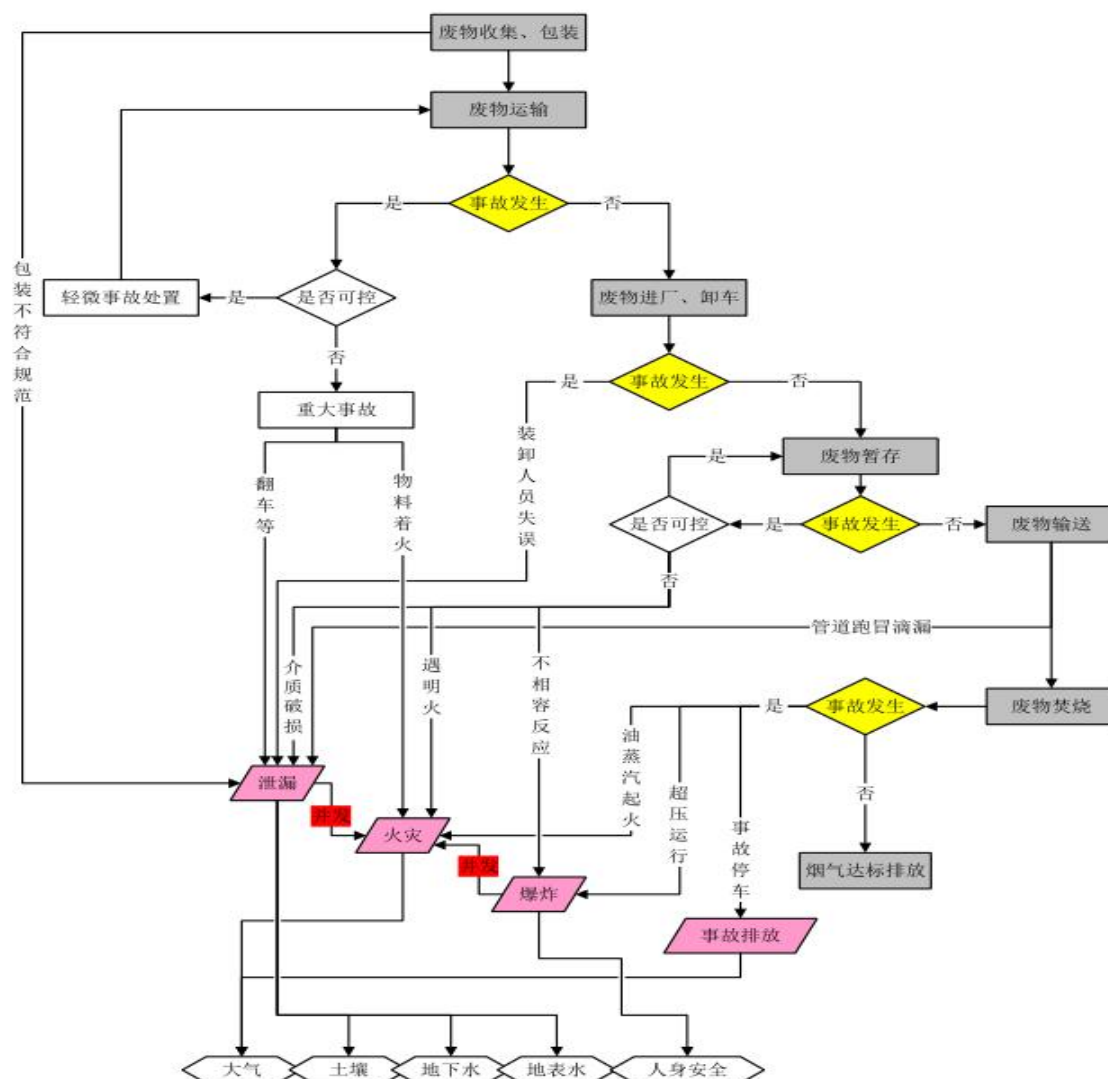 废物收集、包装
废物运输
事故发生
是
否
包装不符合规范
轻微事故处置
是
是否可控
废物进厂、卸车
否
重大事故
是
事故发生
否
翻车等
物料着火
装卸人员失误
是
废物暂存
是否可控
是
事故发生
否
废物输送
否
管道跑冒滴漏
介质破损
遇明火
不相容反应
是
事故发生
废物焚烧
油蒸汽起火
超压运行
事故停车
否
泄漏
并发
火灾
并发
爆炸
烟气达标排放
事故排放
大气
土壤
地下水
地表水
人身安全